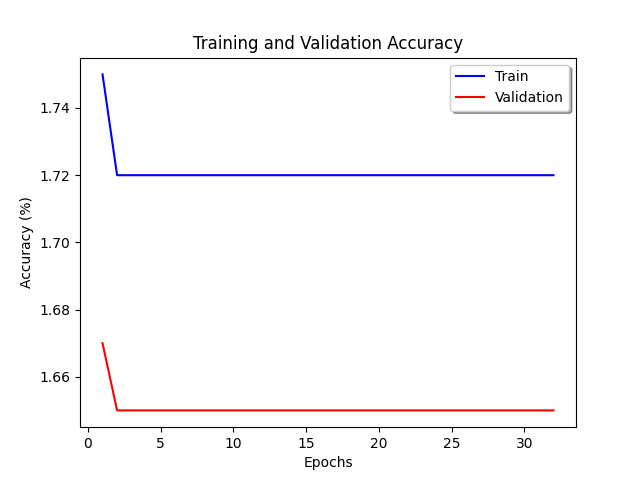 Training and Validation Accuracy
Train
Validation
Accuracy (%)
1.74
1.72
1.70
1.68
1.66
0 5 10 15 20 25 30
Epochs